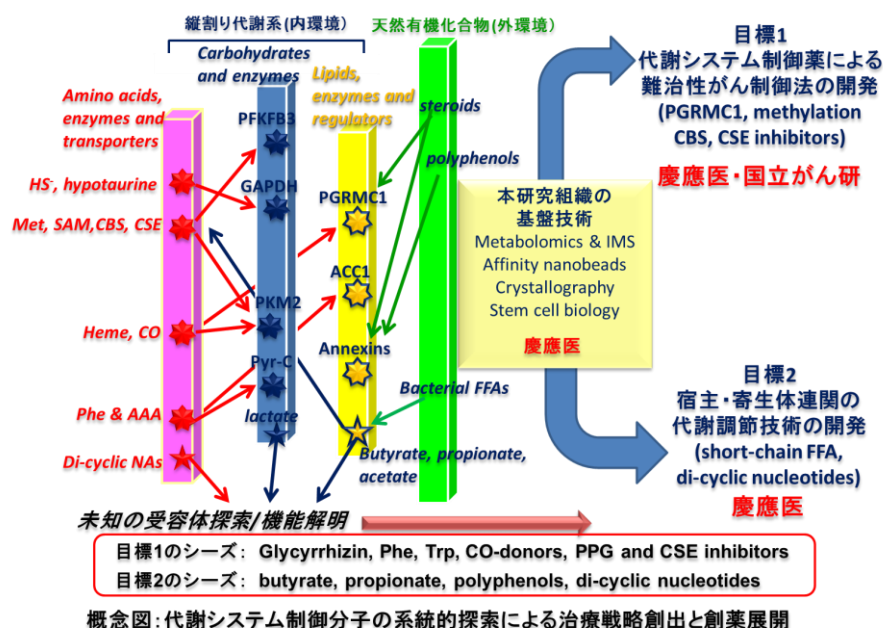 縦割り代謝系(内環境)
天然有機化合物(外環境)
Carbohydrates
and enzymes
Lipids,
enzymes and
regulators
Amino acids,
enzymes and
transporters
PFKFB3
GAPDH
PKM2
Pyr-C
lactate
HS-, hypotaurine
Met, SAM,CBS, CSE
Heme, CO
Phe & AAA
Di-cyclic NAs
PGRMC1
ACC1
Annexins
steroids
polyphenols
Bacterial FFAs
Butyrate, propionate,
acetate
本研究組織の
基盤技術
Metabolomics & IMS
Affinity nanobeads
Crystallography
Stem cell biology
慶應医
目標1
代謝システム制御薬による
難治性がん制御法の開発
(PGRMC1, methylation
CBS, CSE inhibitors)
慶應医・国立がん研
目標2
宿主・寄生体連関の
代謝調節技術の開発
(short-chain FFA,
di-cyclic nucleotides)
慶應医
未知の受容体探索/機能解明
目標1のシーズ: Glycyrrhizin, Phe, Trp, CO-donors, PPG and CSE inhibitors
目標2のシーズ: butyrate, propionate, polyphenols, di-cyclic nucleotides
概念図:代謝システム制御分子の系統的探索による治療戦略創出と創薬展開